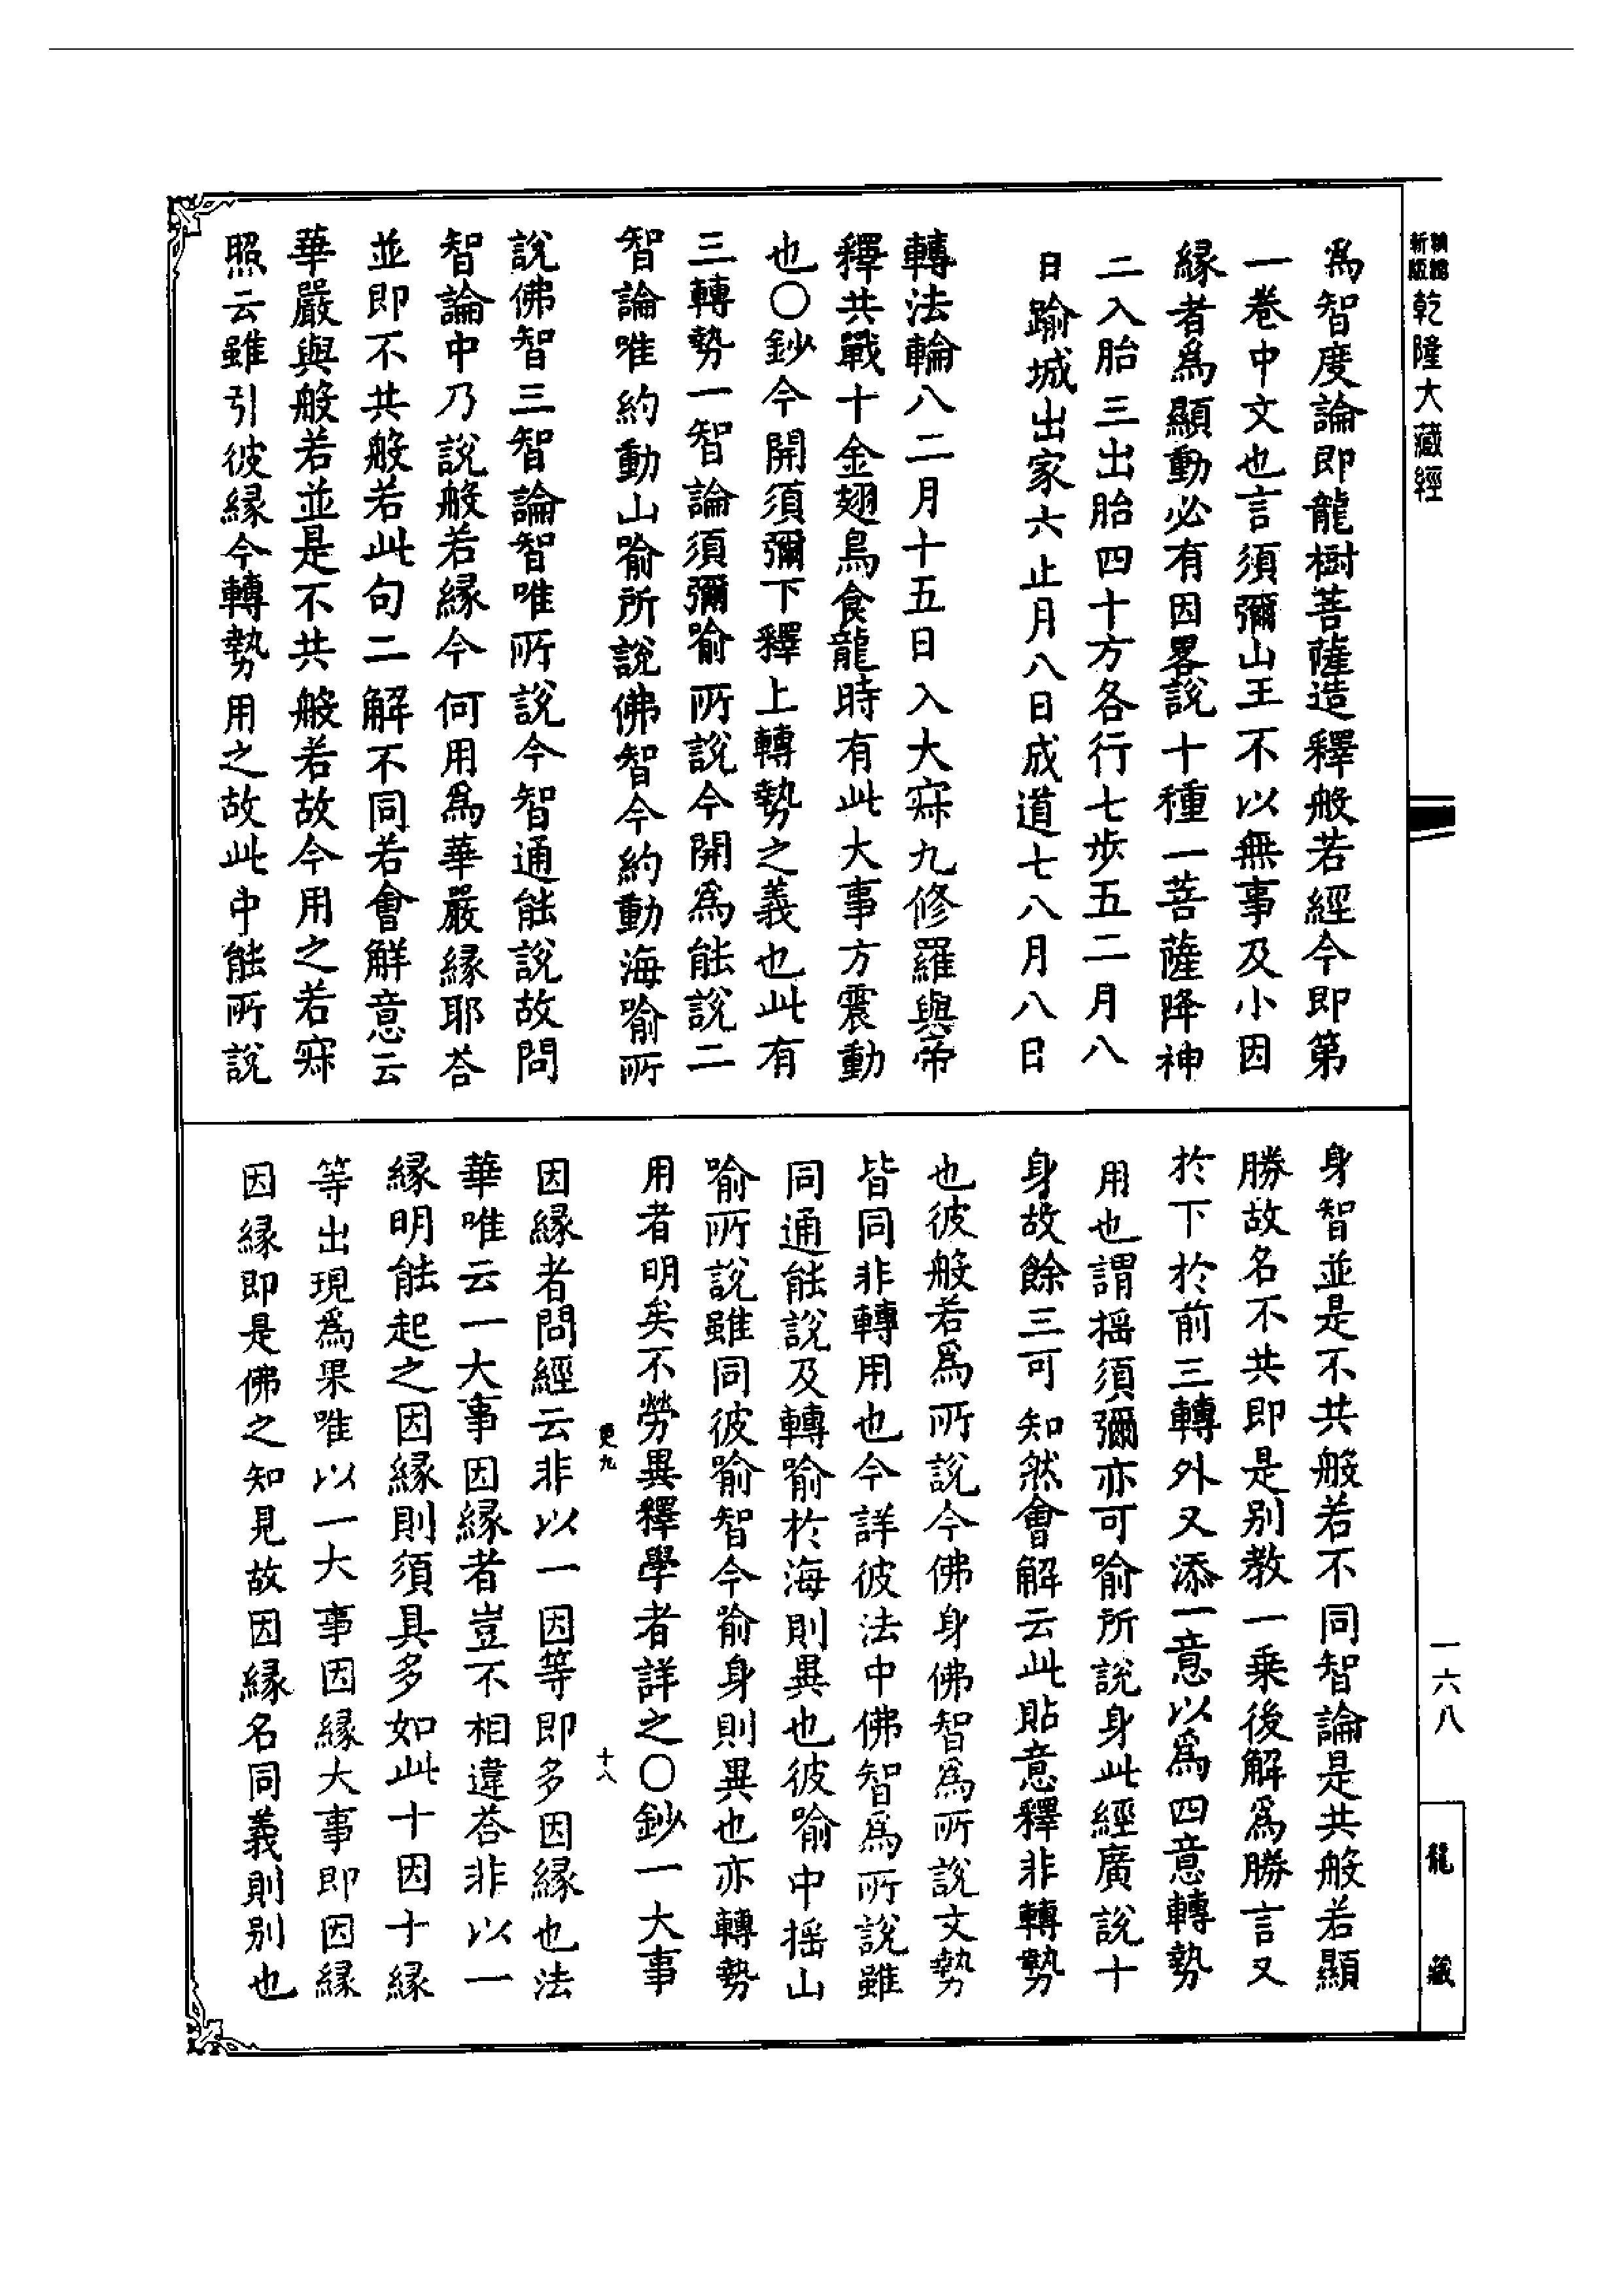 新編
新版
乾隆大藏經
為智度論即龍樹菩薩造釋般若經今即第
一卷中文也言須彌山王不以無事及小因
緣者為顯動必有因畧說十種一菩薩降神
二入胎三出胎四十方各行七步五二月八
日踰城出家六止月八日成道七八月八日
轉法輪八二月十五日入大寂九修羅與帝
釋共戰十金翅鳥食龍時有此大事方震動
也○鈔今開須彌下釋上轉勢之義也此有
三轉勢一智論須彌喻所說今開為能說二
智論唯約動山喻所說佛智今約動海喻所
說佛智三智論智唯所說今智通能說故問
智論中乃說般若緣今何用為華嚴緣耶荅
並即不共般若此句二解不同若會解意云
華嚴與般若並是不共般若故今用之若寂
照云雖引彼緣今轉勢用之故此中能所說
身智並是不共般若不同智論是共般若顯
勝故名不共即是別教一乘後解為勝言又
於下於前三轉外又添一意以為四意轉勢
用也謂搖須彌亦可喻所說身此經廣說十
身故餘三可知然會解云此貼意釋非轉勢
也彼般若為所說今佛身佛智為所說文勢
皆同非轉用也今詳彼法中佛智為所說雖
同通能說及轉喻於海則異也彼喻中搖山
喻所說雖同彼喻智今喻身則異也亦轉勢
用者明矣不勞異釋學者詳之○鈔一大事
更九
十八
因緣者問經云非以一因等即多因緣也法
華唯云一大事因緣者豈不相違荅非以一
緣明能起之因緣則須具多如此十因十緣
等出現為果唯以一大事因緣大事即因緣
因緣即是佛之知見故因緣名同義則別也
一六八
龍藏